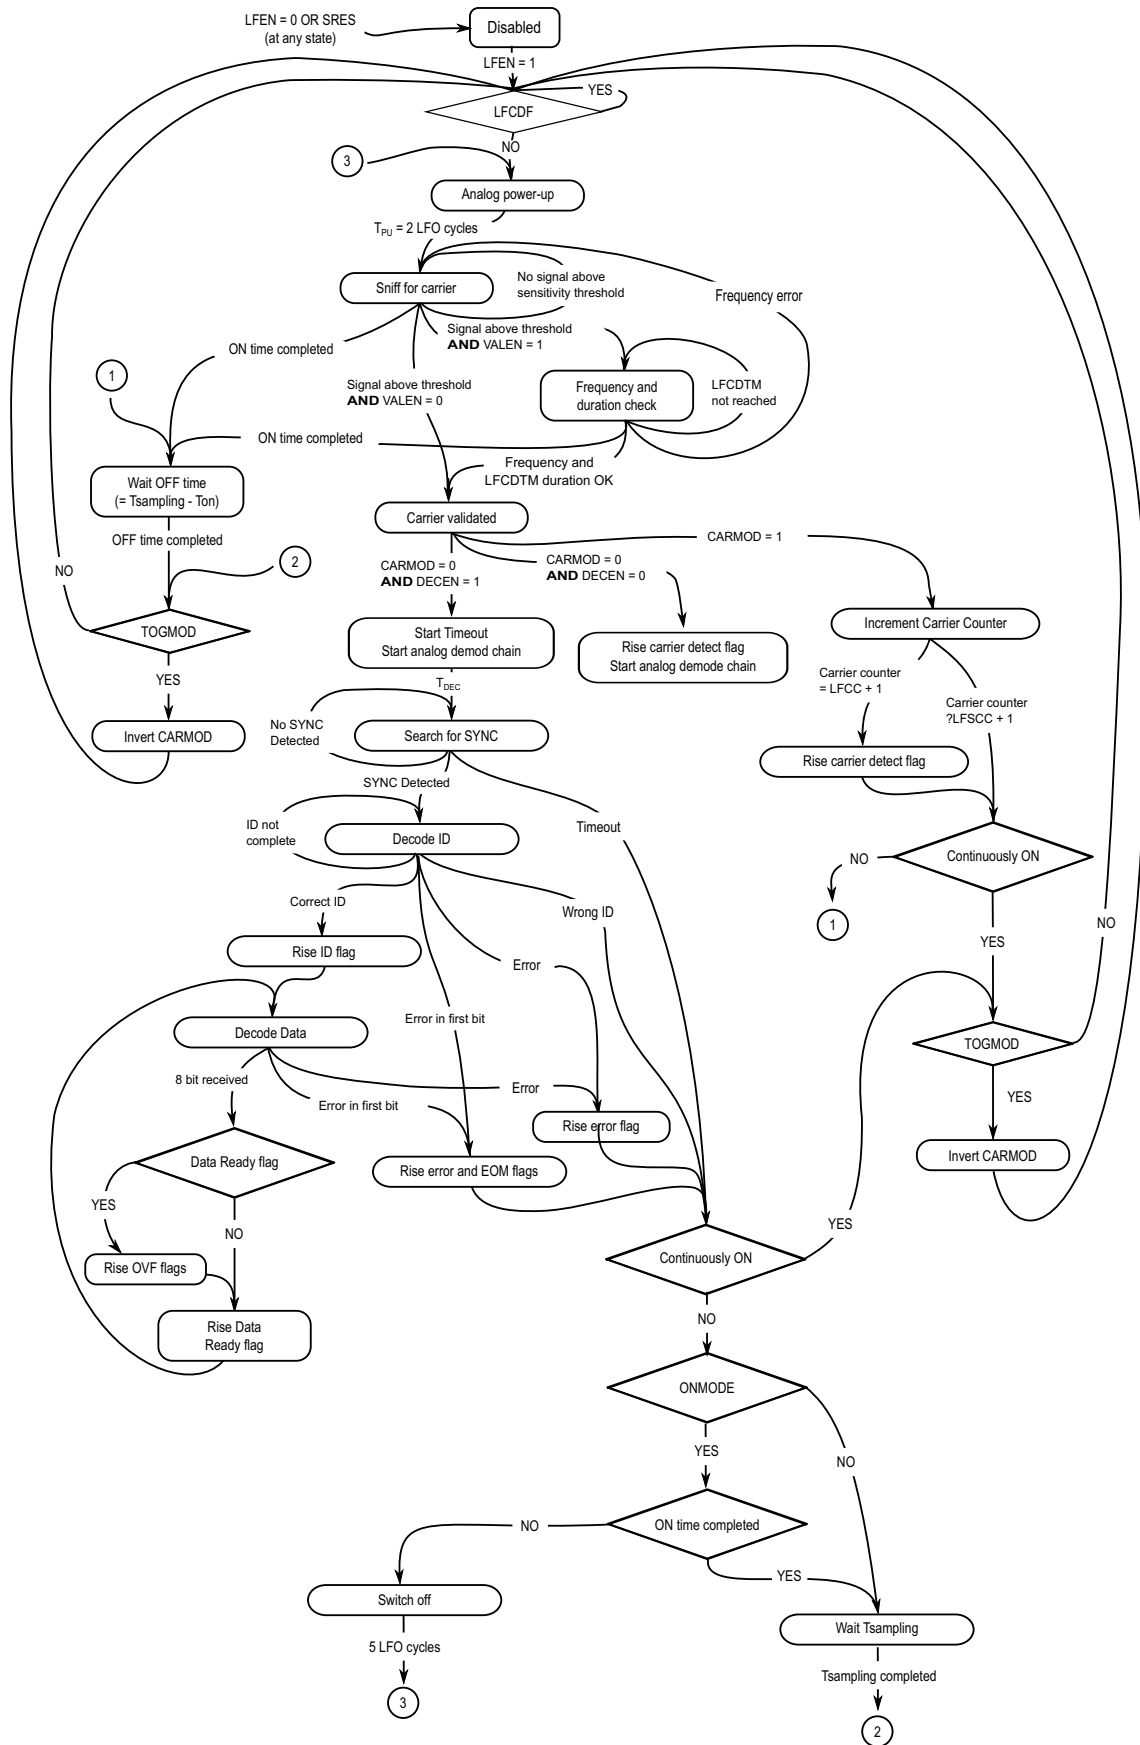 LFEN = 0 OR SRES
(at any state)
Disabled
LFEN = 1
YES
LFCDF
NO
3
Analog power-up
TPU = 2 LFO cycles
Sniff for carrier
No signal above
sensitivity threshold
Frequency error
Signal above threshold
AND VALEN = 1
ON time completed
1
Signal above threshold
AND VALEN = 0
Frequency and
duration check
LFCDTM
not reached
ON time completed
Frequency and
LFCDTM duration OK
Wait OFF time
(= Tsampling - Ton)
Carrier validated
OFF time completed
CARMOD = 1
CARMOD = 0
AND DECEN = 1
CARMOD = 0
AND DECEN = 0
2
NO
TOGMOD
Start Timeout
Start analog demod chain
Rise carrier detect flag
Start analog demode chain
Increment Carrier Counter
YES
TDEC
Carrier counter
= LFCC + 1
Carrier counter
?LFSCC + 1
No SYNC
Detected
Invert CARMOD
Search for SYNC
Rise carrier detect flag
SYNC Detected
ID not
complete
Decode ID
Timeout
NO
Continuously ON
Correct ID
Wrong ID
1
NO
YES
Rise ID flag
Error
Decode Data
Error in first bit
TOGMOD
8 bit received
Error
Error in first bit
YES
Rise error flag
Data Ready flag
Rise error and EOM flags
Invert CARMOD
YES
NO
YES
Rise OVF flags
Continuously ON
Rise Data
Ready flag
NO
ONMODE
YES
NO
NO
ON time completed
YES
Switch off
Wait Tsampling
5 LFO cycles
Tsampling completed
3
2